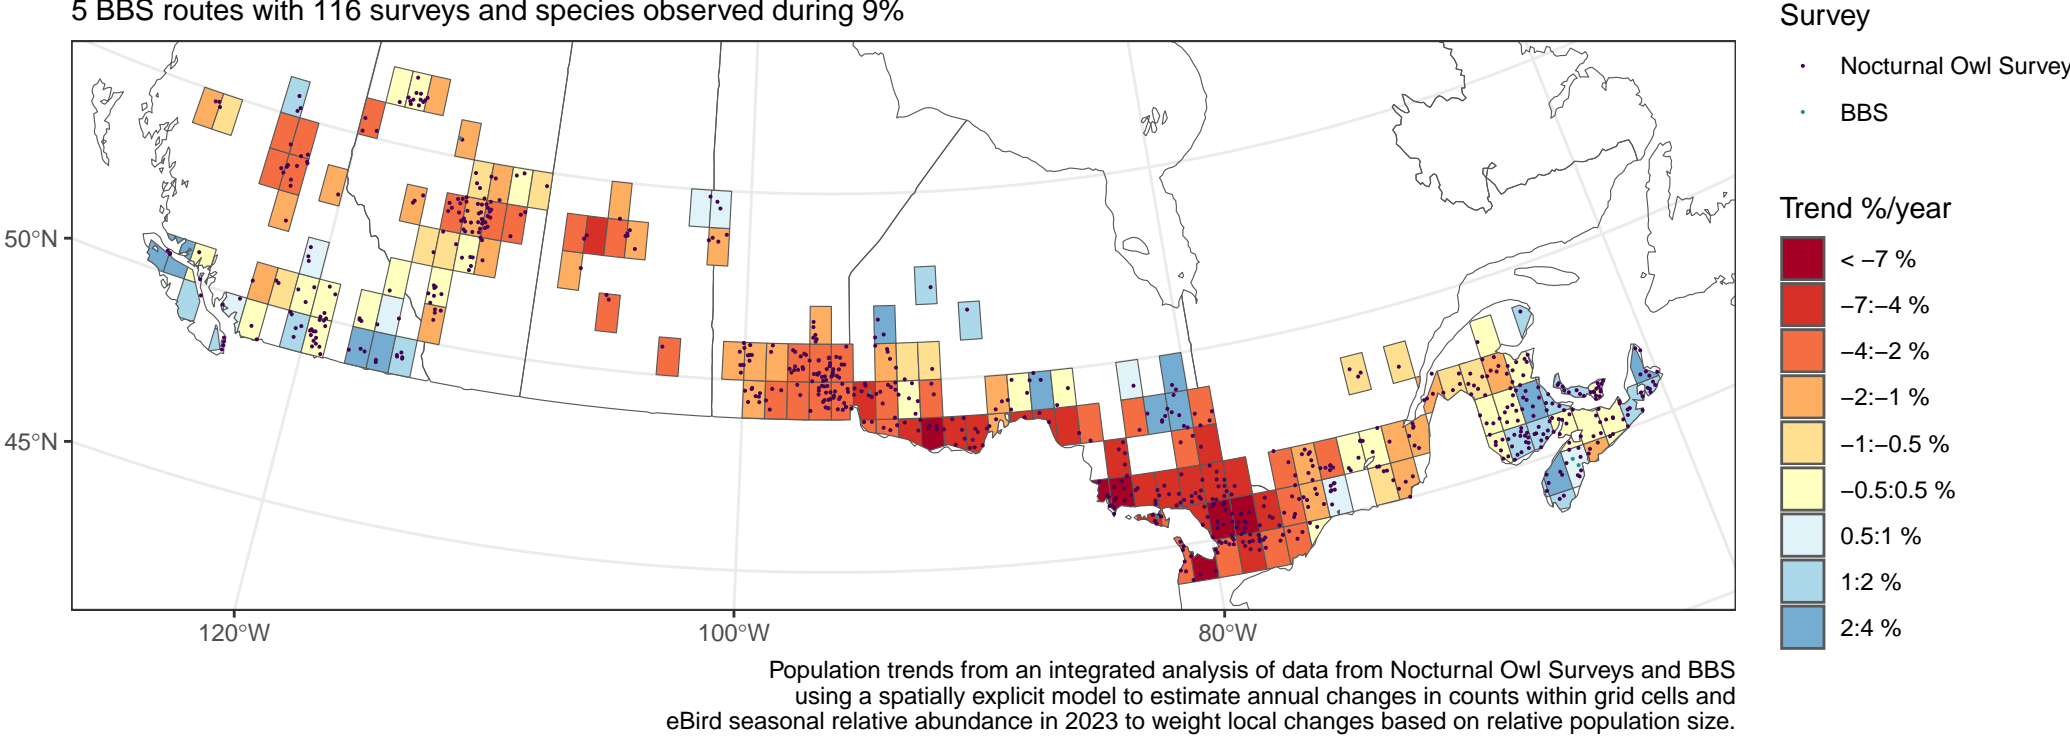 5 BBS routes with 116 surveys and species observed during 9%
Survey
Nocturnal Owl Survey
BBS
Trend %/year
< −7 %
−7:−4 %
−4:−2 %
−2:−1 %
−1:−0.5 %
−0.5:0.5 %
0.5:1 %
1:2 %
2:4 %
50°N
45°N
120°W
100°W
80°W
Population trends from an integrated analysis of data from Nocturnal Owl Surveys and BBS
using a spatially explicit model to estimate annual changes in counts within grid cells and
eBird seasonal relative abundance in 2023 to weight local changes based on relative population size.